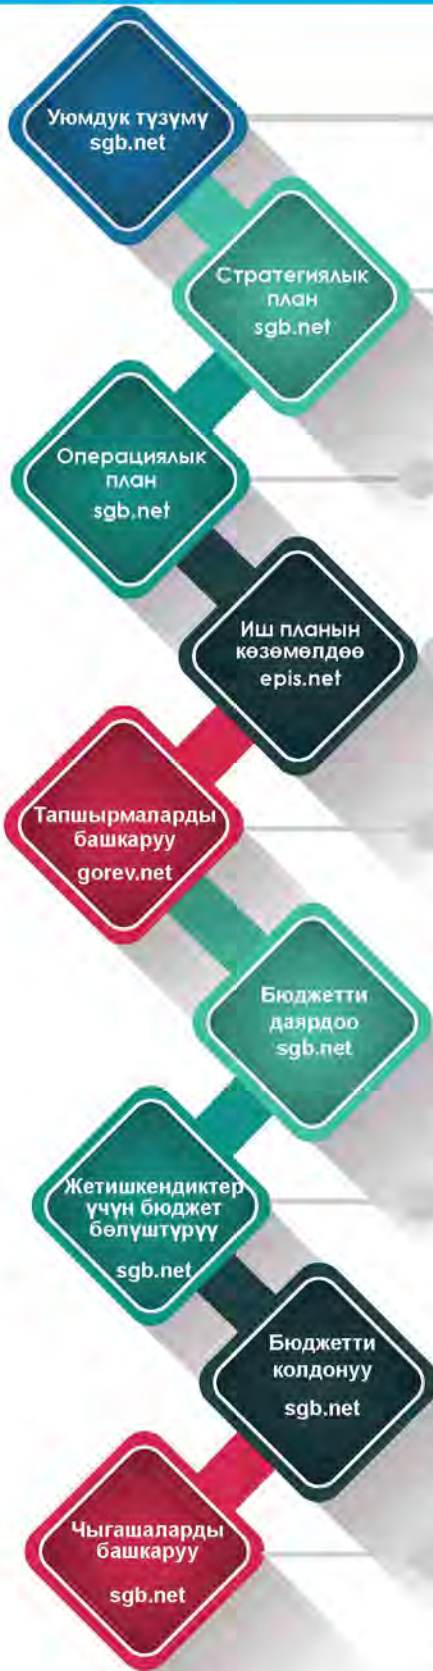 Уюмдук түзүмү
sgb.net
Стратегиялык
план
sgb.net
Операциялык
план
sgb.net
Иш планын
көзөмөлдөө
epis.net
Тапшырмаларды
башкаруу
gorev.net
Бюджетти
даярдоо
sgb.net
Жетишкендиктер
үчүн бюджет
бөлүштүрүү
sgb.net
Бюджетти
колдонуу
sgb.net
Чыгашаларды
башкаруу
sgb.net